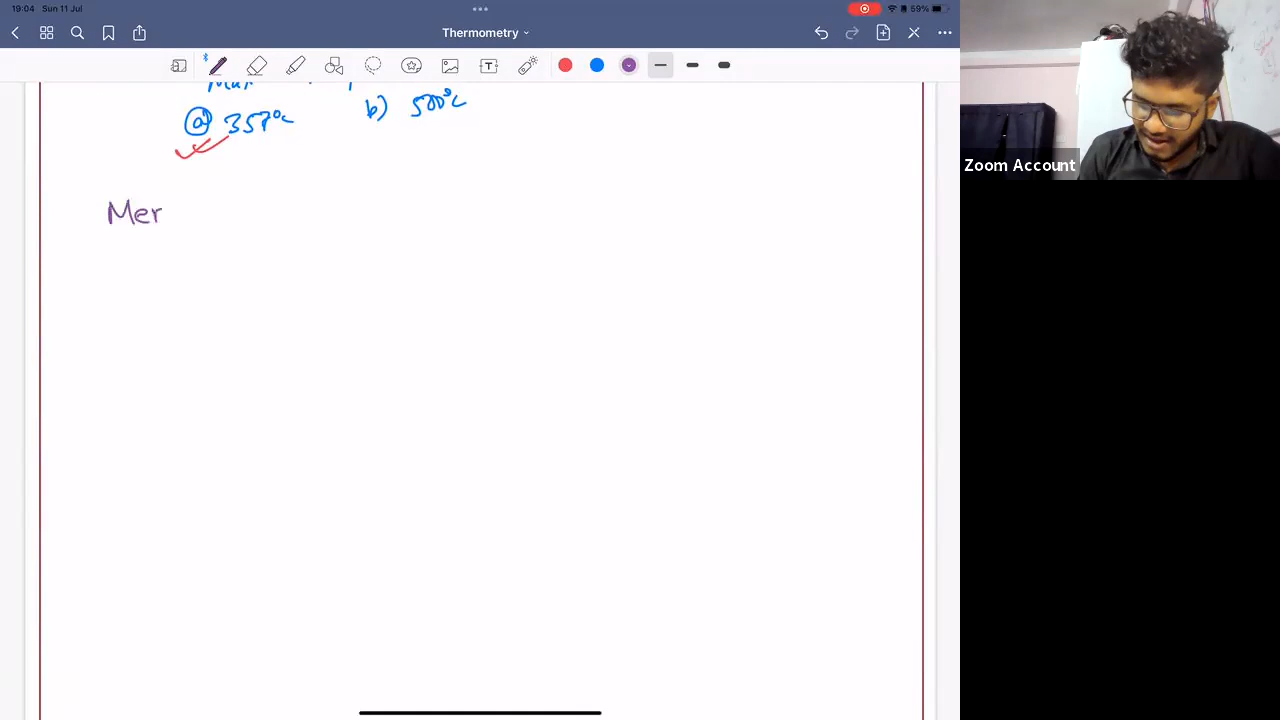 19:04 Sun 11 Jul
59%
Thermometry
T
b) 500°C
a 357°C
Zoom Account
Mer